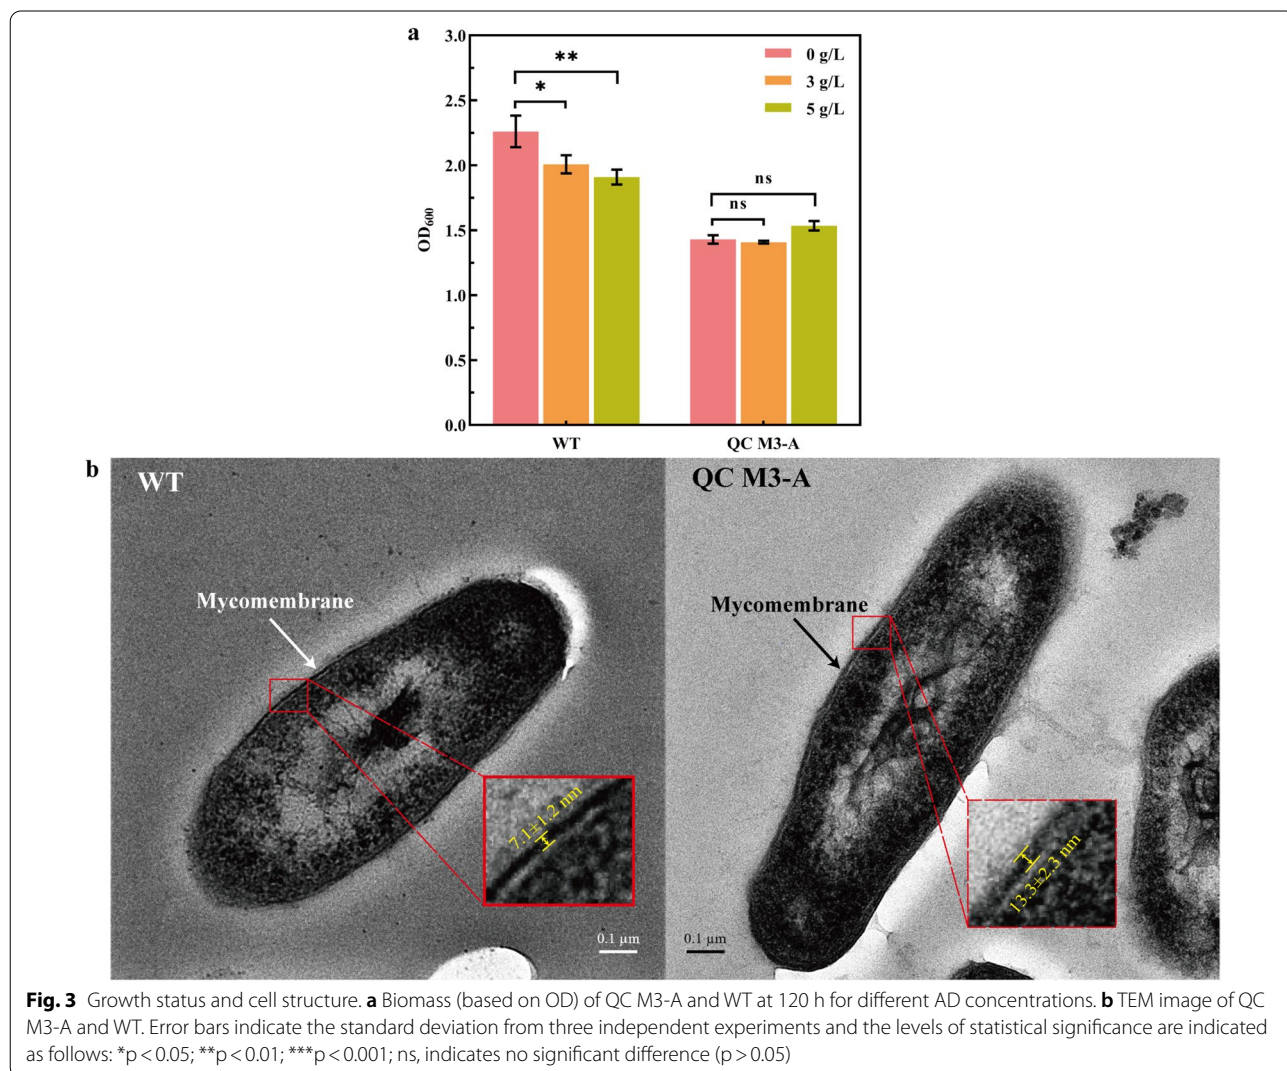 a
3.0
2.5
2.0
1.5
1.0
0.5
0.0
OD600
0 g/L
3 g/L
5 g/L
**
*
ns
ns
WT
QC M3-A
b
WT
Mycomembrane
7.1±1.2 nm
0.1 µm
QC M3-A
Mycomembrane
13.3±2.3 nm
0.1 µm
Fig. 3 Growth status and cell structure. a Biomass (based on OD) of QC M3-A and WT at 120 h for different AD concentrations. b TEM image of QC
M3-A and WT. Error bars indicate the standard deviation from three independent experiments and the levels of statistical significance are indicated
as follows: *p < 0.05; **p < 0.01; ***p < 0.001; ns, indicates no significant difference (p > 0.05)